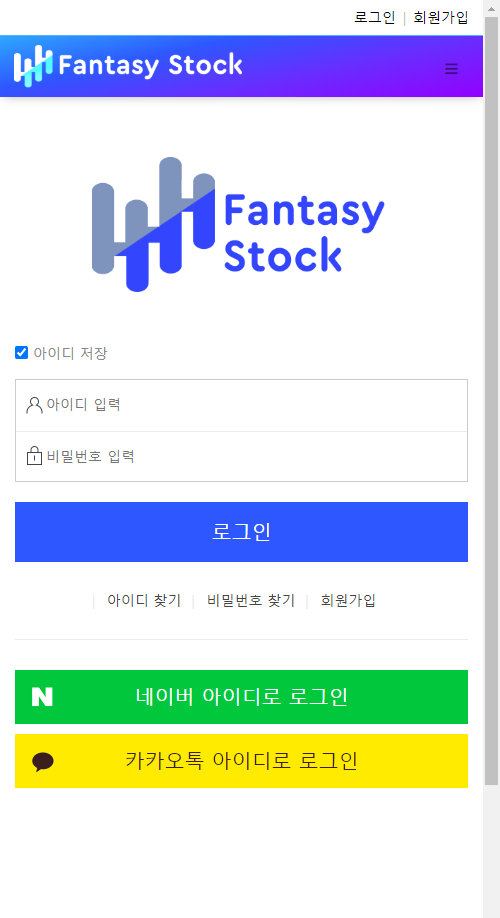 로그인 | 회원가입
Fantasy Stock
Fantasy
Stock
아이디 저장
아이디 입력
비밀번호 입력
로그인
| 아이디 찾기 | 비밀번호 찾기 | 회원가입
N 네이버 아이디로 로그인
카카오톡 아이디로 로그인